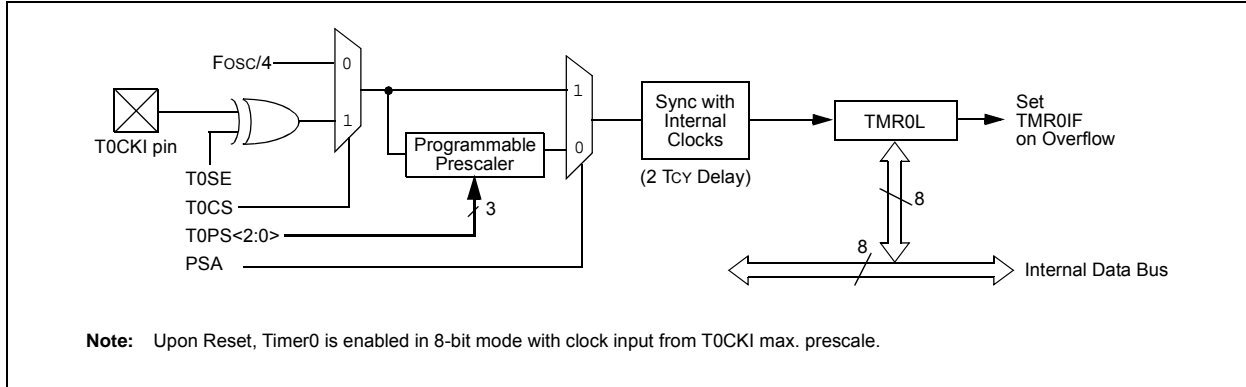 FOSC/4
0
1
T0CKI pin
T0SE
T0CS
T0PS<2:0>
PSA
Programmable
Prescaler
3
1
0
Sync with
Internal
Clocks
(2 TCY Delay)
TMR0L
Set
TMR0IF
on Overflow
8
8
Internal Data Bus
Note: Upon Reset, Timer0 is enabled in 8-bit mode with clock input from T0CKI max. prescale.